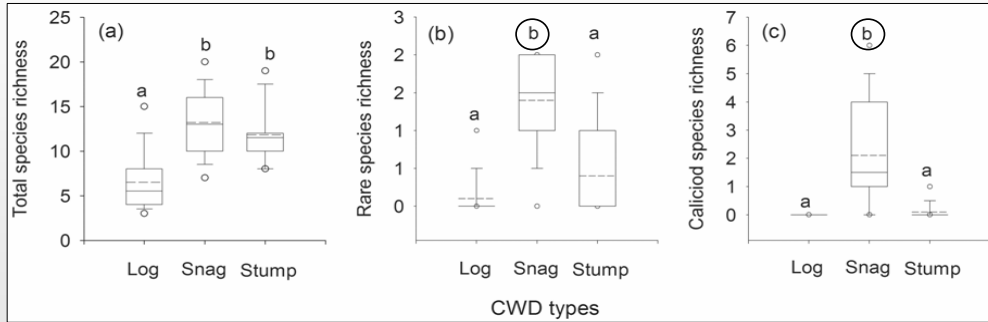 (a)
Total species richness
25
20
15
10
5
0
a
b
b
Log
Snag
Stump
(b)
Rare species richness
3
2
2
1
1
0
a
b
a
Log
Snag
Stump
(c)
Caliciod species richness
7
6
5
4
3
2
1
0
a
b
a
Log
Snag
Stump
CWD types